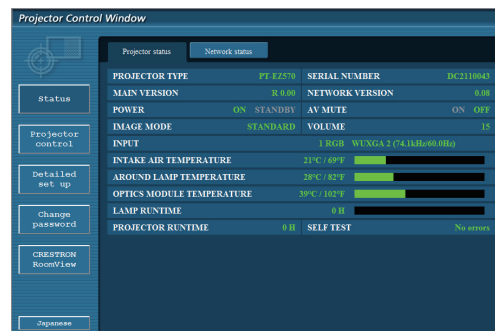 Projector Control Window
Projector status Network status
Status
Projector control
Detailed set up
Change password
CRESTRON RoomView
Japanese
PROJECTOR TYPE PT-EZ570 SERIAL NUMBER DC2110043
MAIN VERSION R 0.00 NETWORK VERSION 0.08
POWER ON STANDBY AV MUTE ON OFF
IMAGE MODE STANDARD VOLUME 15
INPUT 1 RGB WUXGA 2 (74.1kHz/60.0Hz)
INTAKE AIR TEMPERATURE 21°C / 69°F
AROUND LAMP TEMPERATURE 28°C / 82°F
OPTICS MODULE TEMPERATURE 39°C / 102°F
LAMP RUNTIME 0 H
PROJECTOR RUNTIME 0 H SELF TEST No errors